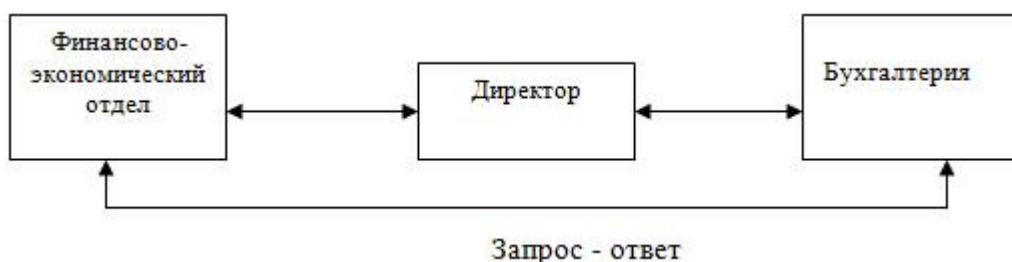 Финансово-
экономический
отдел
Директор
Бухгалтерия
Запрос - ответ